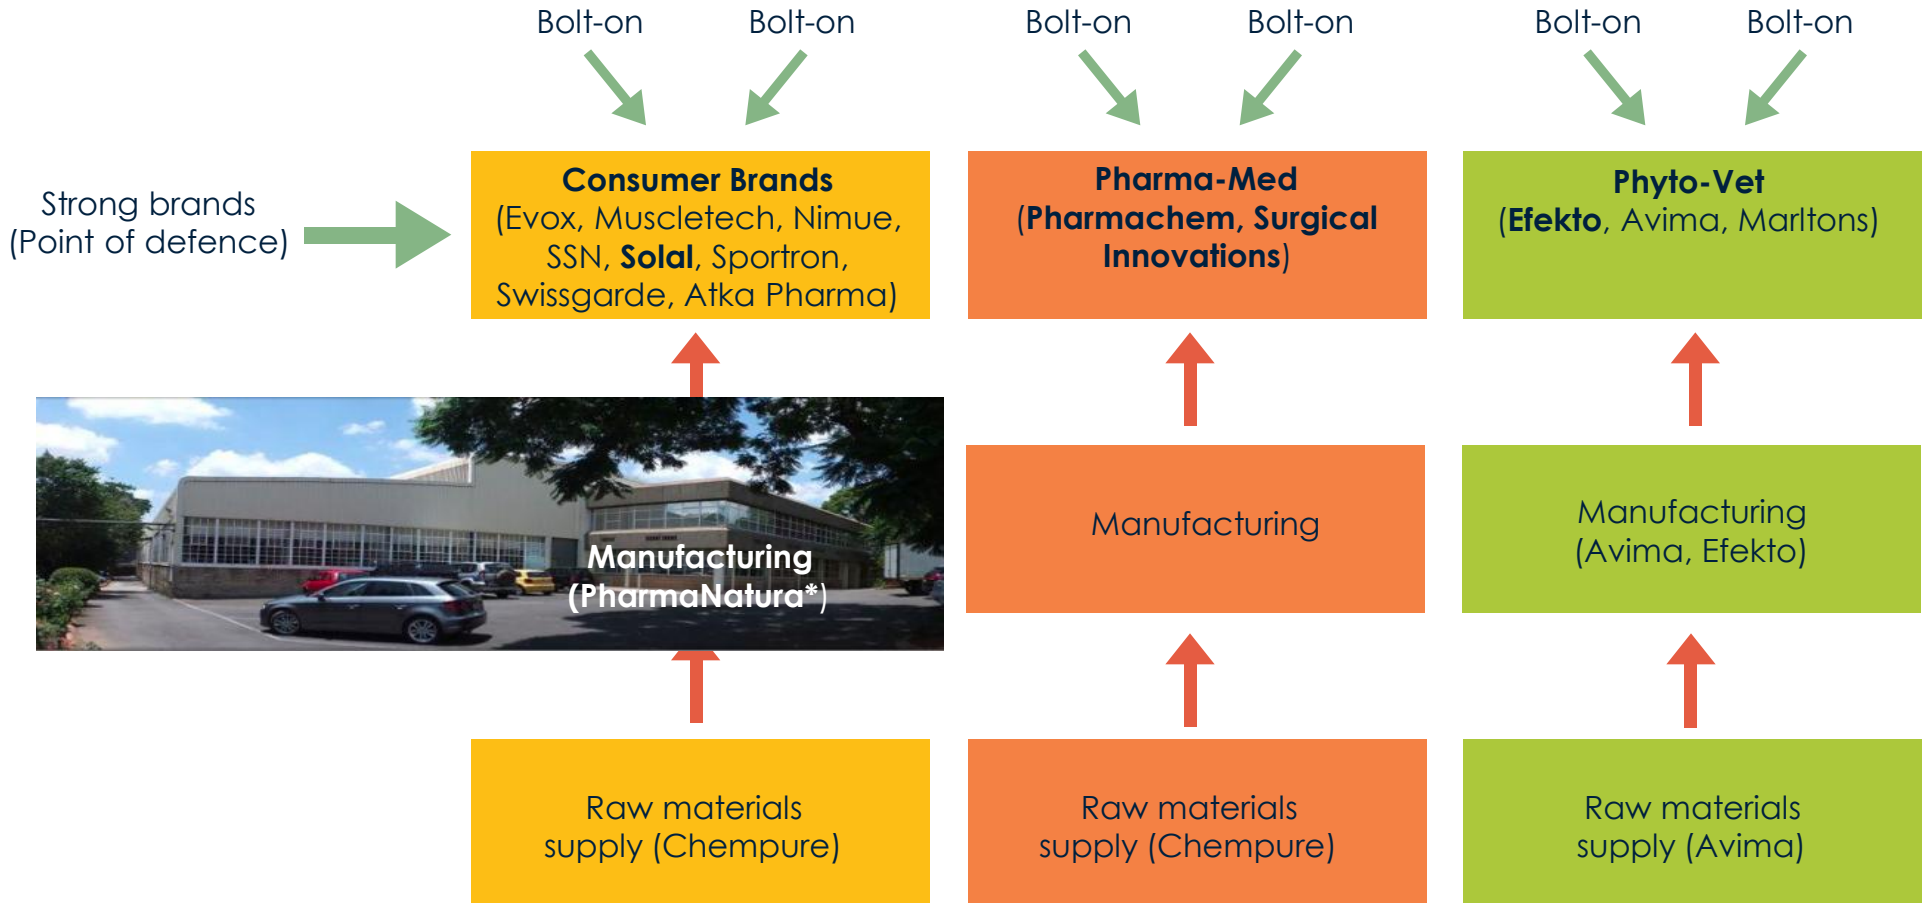 Bolt-on
Bolt-on
Bolt-on
Bolt-on
Bolt-on
Bolt-on
Strong brands
(Point of defence)
Consumer Brands
(Evox, Muscletech, Nimue,
SSN, Solal, Sportron,
Swissgarde, Atka Pharma)
Pharma-Med
(Pharmachem, Surgical
Innovations)
Phyto-Vet
(Efekto, Avima, Marltons)
Manufacturing
(PharmaNatura*)
Manufacturing
Manufacturing
(Avima, Efekto)
Raw materials
supply (Chempure)
Raw materials
supply (Chempure)
Raw materials
supply (Avima)